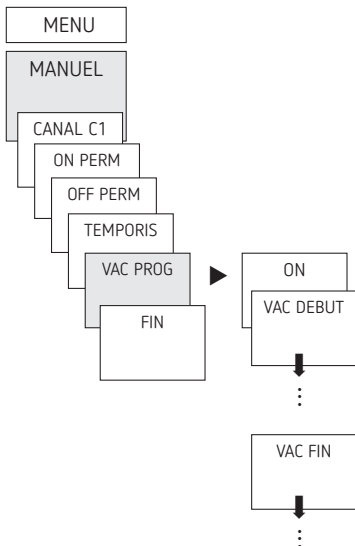 MENU
MANUEL
CANAL C1
ON PERM
OFF PERM
TEMPORIS
VAC PROG
FIN
ON
VAC DEBUT
VAC FIN